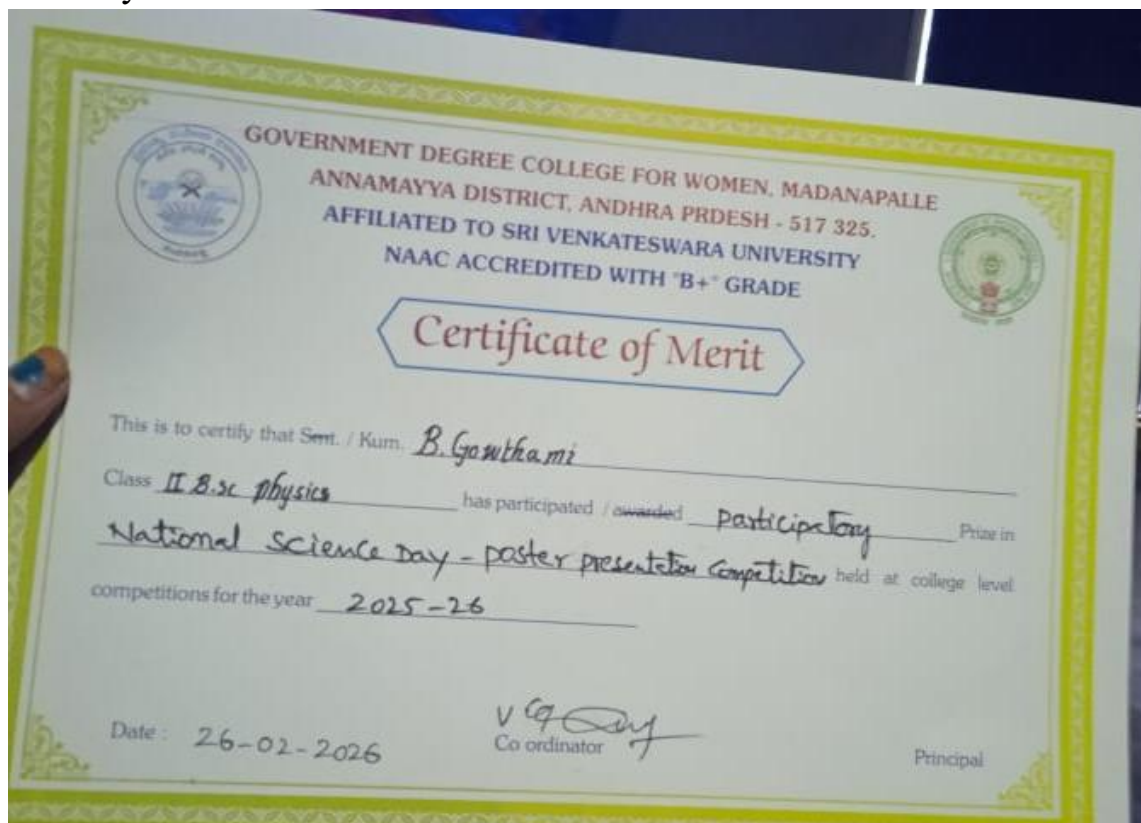 GOVERNMENT DEGREE COLLEGE FOR WOMEN, MADANAPALLE
ANNAMAYYA DISTRICT, ANDHRA PRDESH - 517 325.
AFFILIATED TO SRI VENKATESWARA UNIVERSITY
NAAC ACCREDITED WITH "B+" GRADE
Certificate of Merit
This is to certify that Smt. / Kum. B. Gowthami
Class II B.sc physics has participated / awarded participatory Prize in
National Science Day - poster presentation Competition held at college level
competitions for the year 2025-26
Date : 26-02-2026
Co ordinator
Principal